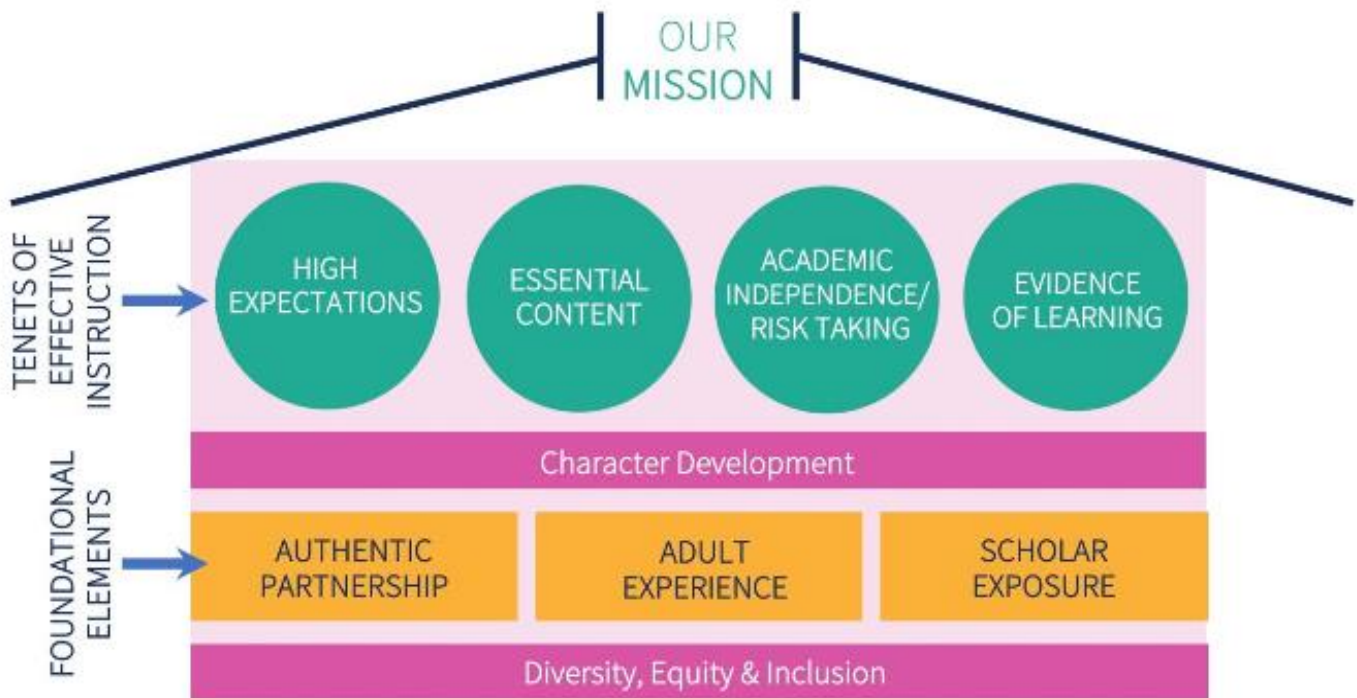 OUR
MISSION
TENETS OF
EFFECTIVE
INSTRUCTION
HIGH
EXPECTATIONS
ESSENTIAL
CONTENT
ACADEMIC
INDEPENDENCE/
RISK TAKING
EVIDENCE
OF LEARNING
Character Development
FOUNDATIONAL
ELEMENTS
AUTHENTIC
PARTNERSHIP
ADULT
EXPERIENCE
SCHOLAR
EXPOSURE
Diversity, Equity & Inclusion